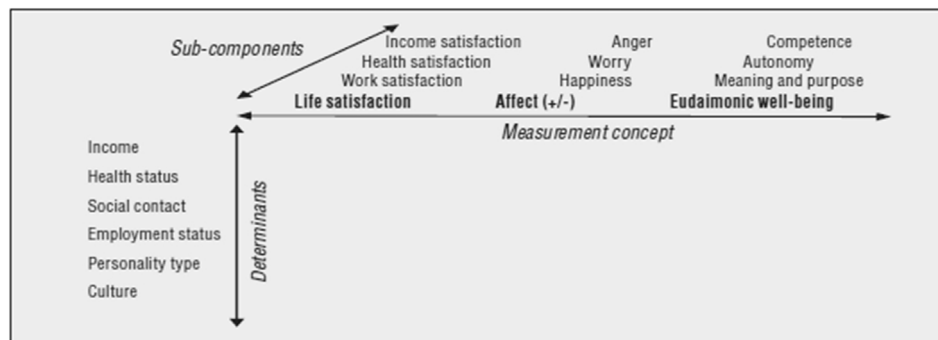 Sub-components
Income satisfaction Anger Competence
Health satisfaction Worry Autonomy
Work satisfaction Happiness Meaning and purpose
Life satisfaction Affect (+/-) Eudaimonic well-being
Measurement concept
Income
Health status
Social contact
Employment status
Personality type
Culture
Determinants